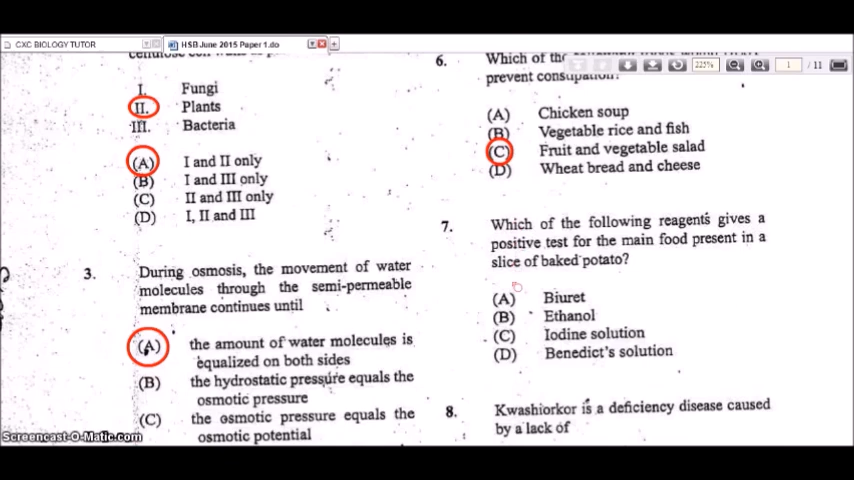 CXC BIOLOGY TUTOR
HSB June 2015 Paper 1.do
225%
1 / 11
I. Fungi
II. Plants
III. Bacteria
(A) I and II only
(B) I and III only
(C) II and III only
(D) I, II and III
3. During osmosis, the movement of water
molecules through the semi-permeable
membrane continues until
(A) the amount of water molecules is
equalized on both sides
(B) the hydrostatic pressure equals the
osmotic pressure
(C) the osmotic pressure equals the
osmotic potential
Screencast-O-Matic.com
6. Which of the
prevent constipation?
(A) Chicken soup
(B) Vegetable rice and fish
(C) Fruit and vegetable salad
(D) Wheat bread and cheese
7. Which of the following reagents gives a
positive test for the main food present in a
slice of baked potato?
(A) Biuret
(B) Ethanol
(C) Iodine solution
(D) Benedict's solution
8. Kwashiorkor is a deficiency disease caused
by a lack of